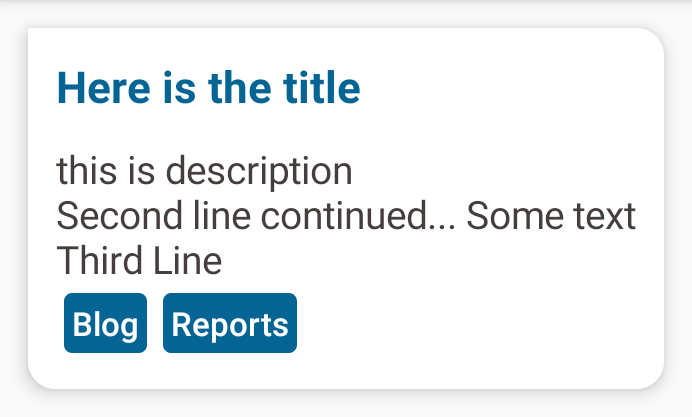 Here is the title
this is description
Second line continued... Some text
Third Line
Blog Reports